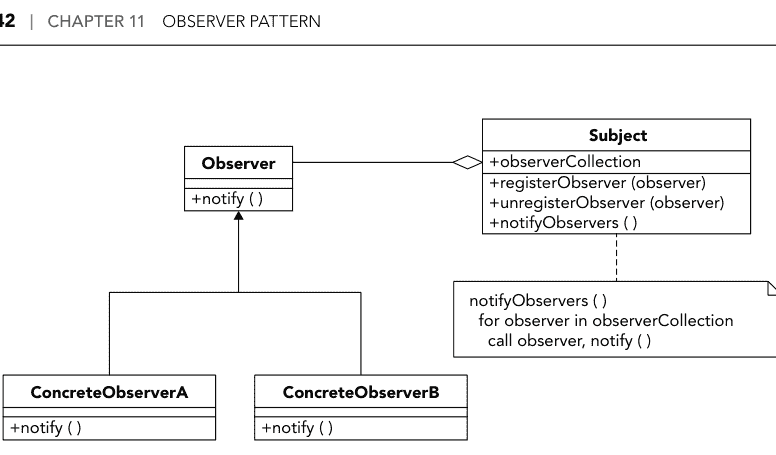 42 | CHAPTER 11 OBSERVER PATTERN
Observer
+notify ( )
Subject
+observerCollection
+registerObserver (observer)
+unregisterObserver (observer)
+notifyObservers ( )
notifyObservers ( )
for observer in observerCollection
call observer, notify ( )
ConcreteObserverA
+notify ( )
ConcreteObserverB
+notify ( )